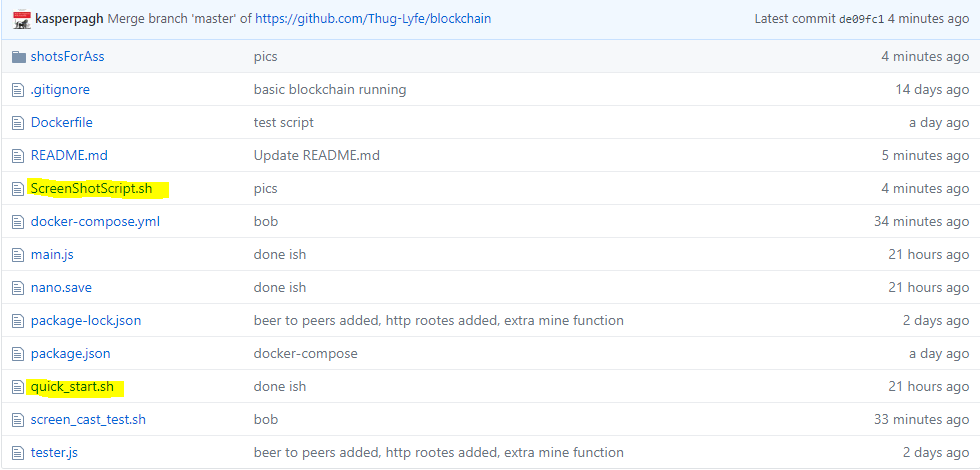 kasperpagh Merge branch 'master' of https://github.com/Thug-Lyfe/blockchain Latest commit de09fc1 4 minutes ago
shotsForAss pics 4 minutes ago
.gitignore basic blockchain running 14 days ago
Dockerfile test script a day ago
README.md Update README.md 5 minutes ago
ScreenShotScript.sh pics 4 minutes ago
docker-compose.yml bob 34 minutes ago
main.js done ish 21 hours ago
nano.save done ish 21 hours ago
package-lock.json beer to peers added, http rootes added, extra mine function 2 days ago
package.json docker-compose a day ago
quick_start.sh done ish 21 hours ago
screen_cast_test.sh bob 33 minutes ago
tester.js beer to peers added, http rootes added, extra mine function 2 days ago